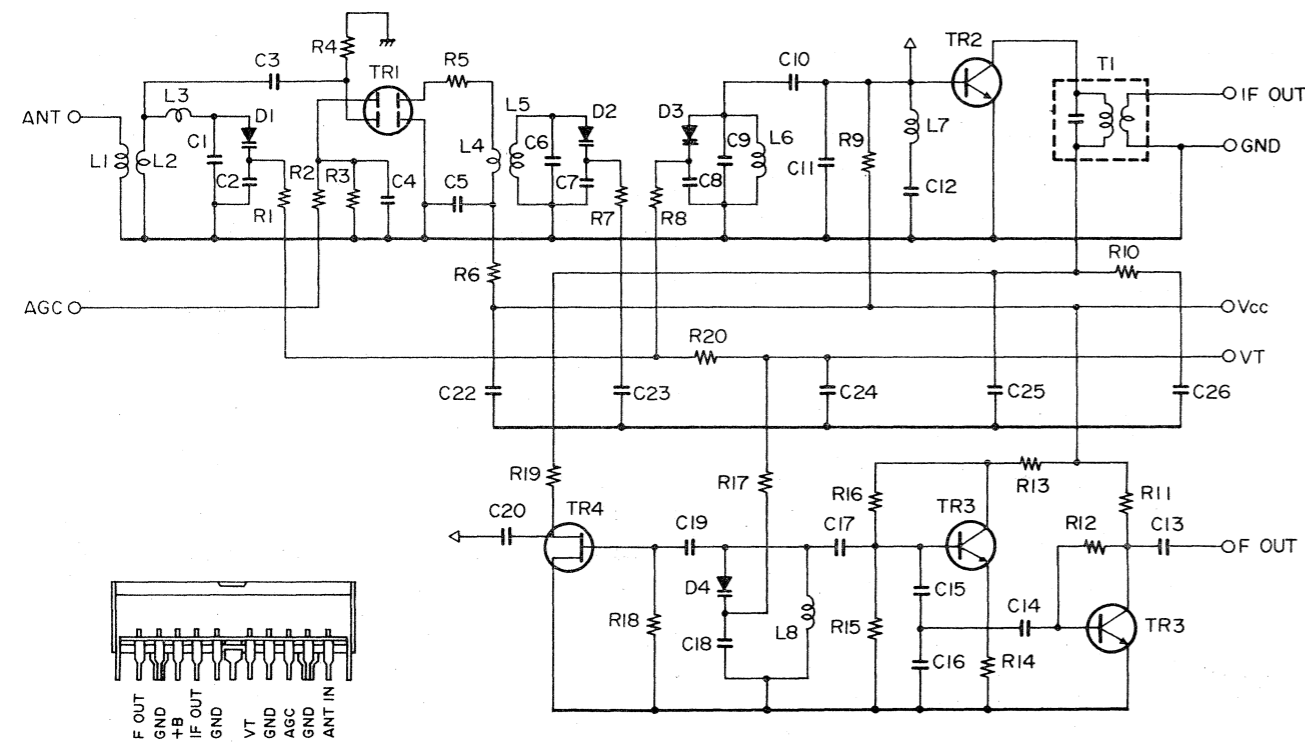 R4
C3
TR1
R5
C10
TR2
T1
ANT
L3
D1
L5
D2
D3
IF OUT
L1
L2
C1
C2
R2
R3
C4
L4
C5
C6
C7
C9
L6
C8
C11
R9
L7
C12
GND
R1
R7
R8
R6
R10
AGC
Vcc
R20
VT
C22
C23
C24
C25
C26
R19
R17
R16
R13
R11
C20
TR4
C19
C17
TR3
R12
C13
F OUT
D4
C15
C14
R18
C18
L8
R15
C16
R14
TR3
F OUT
GND
+B
IF OUT
GND
VT
GND
AGC
GND
ANT IN